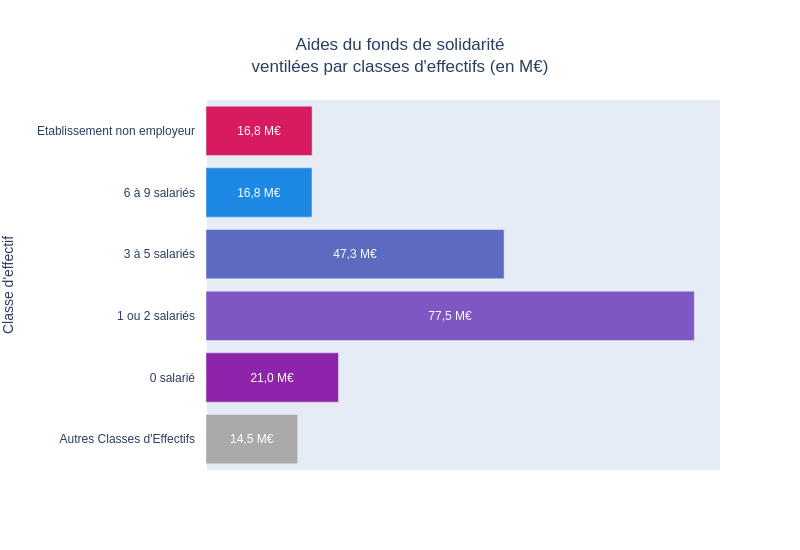 Aides du fonds de solidarité
ventilées par classes d'effectifs (en M€)
Classe d'effectif
Etablissement non employeur
16,8 M€
6 à 9 salariés
16,8 M€
3 à 5 salariés
47,3 M€
1 ou 2 salariés
77,5 M€
0 salarié
21,0 M€
Autres Classes d'Effectifs
14,5 M€